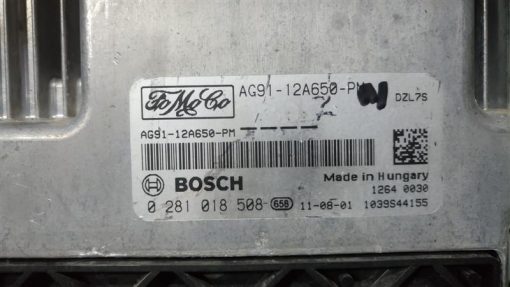 FoMoCo
AG91-12A650-PM DZL7S
AG91-12A650-PM
BOSCH
Made in Hungary
1264 0030
0 281 018 508 658 11-08-01 1039S44155